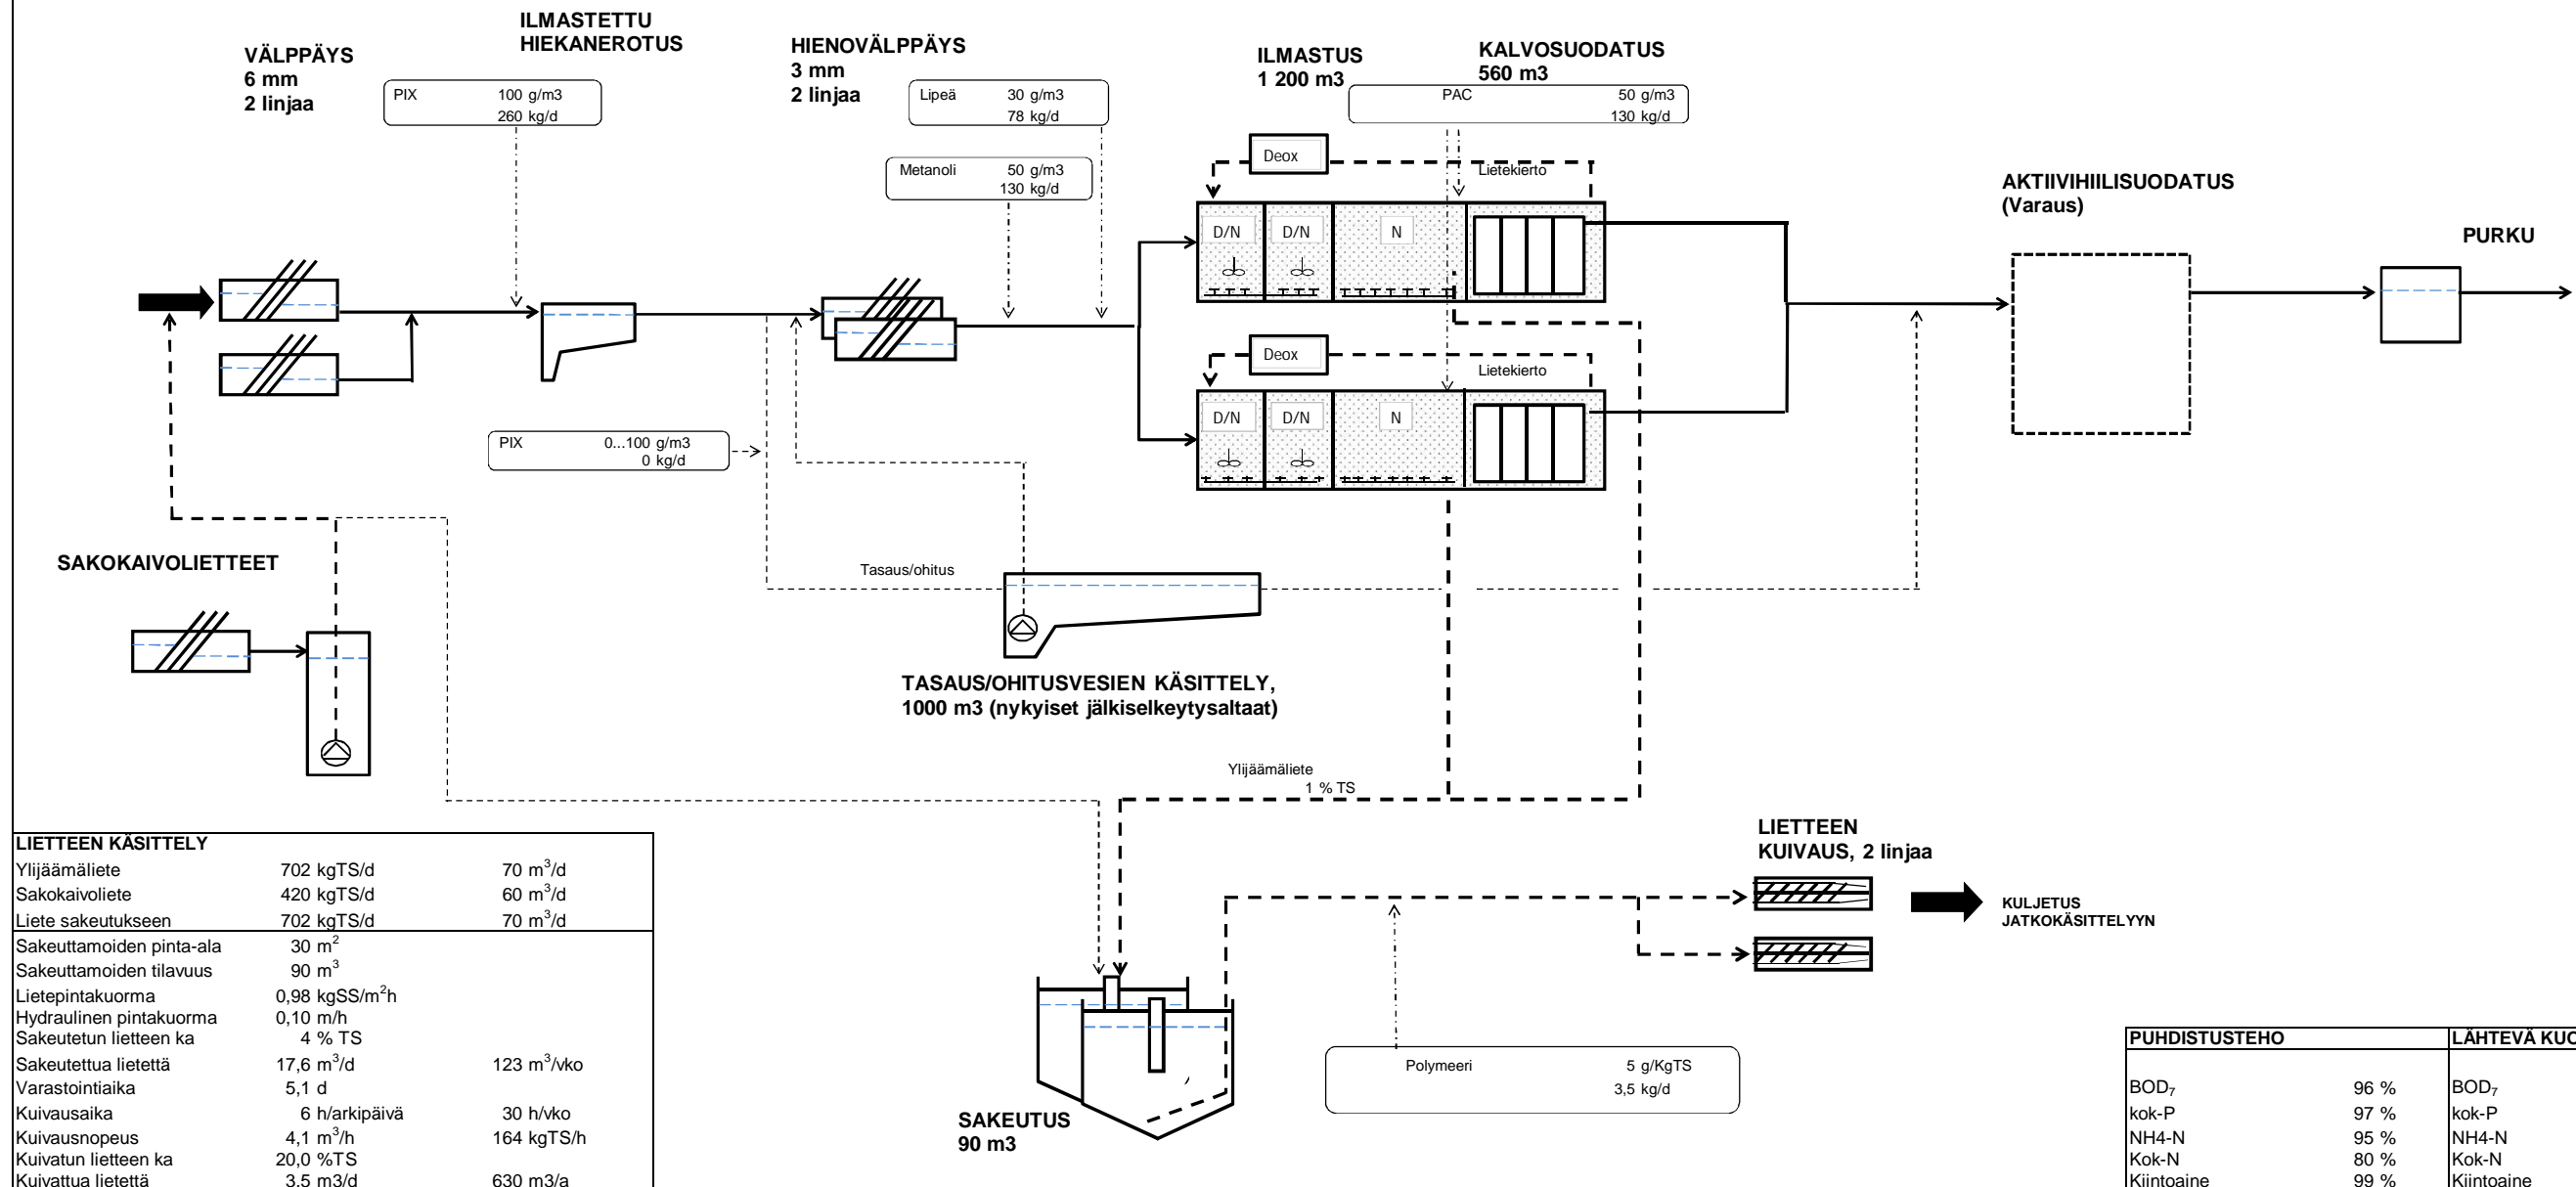 ILMASTETTU
HIEKANEROTUS
VÄLPPÄYS
6 mm
2 linjaa
PIX 100 g/m3
260 kg/d
HIENOVÄLPPÄYS
3 mm
2 linjaa
Lipeä 30 g/m3
78 kg/d
Metanoli 50 g/m3
130 kg/d
ILMASTUS
1 200 m3
KALVOSUODATUS
560 m3
PAC 50 g/m3
130 kg/d
Deox
Lietekierto
D/N D/N N
AKTIIVIHIILISUODATUS
(Varaus)
PURKU
Deox
Lietekierto
D/N D/N N
PIX 0...100 g/m3
0 kg/d
SAKOKAIVOLIETTEET
Tasaus/ohitus
TASAUS/OHITUSVESIEN KÄSITTELY,
1000 m3 (nykyiset jälkiselkeytysaltaat)
Ylijäämäliete
1 % TS
LIETTEEN
KUIVAUS, 2 linjaa
KULJETUS
JATKOKÄSITTELYYN
SAKEUTUS
90 m3
Polymeeri 5 g/KgTS
3,5 kg/d
LIETTEEN KÄSITTELY
Ylijäämäliete 702 kgTS/d 70 m³/d
Sakokaivoliete 420 kgTS/d 60 m³/d
Liete sakeutukseen 702 kgTS/d 70 m³/d
Sakeuttamoiden pinta-ala 30 m²
Sakeuttamoiden tilavuus 90 m³
Lietepintakuorma 0,98 kgSS/m²h
Hydraulinen pintakuorma 0,10 m/h
Sakeutetun lietteen ka 4 % TS
Sakeutettua lietettä 17,6 m³/d 123 m³/vko
Varastointiaika 5,1 d
Kuivausaika 6 h/arkipäivä 30 h/vko
Kuivausnopeus 4,1 m³/h 164 kgTS/h
Kuivatun lietteen ka 20,0 %TS
Kuivattua lietettä 3,5 m3/d 630 m3/a
PUHDISTUSTEHO LÄHTEVÄ KUO
BOD₇ 96 % BOD₇
kok-P 97 % kok-P
NH4-N 95 % NH4-N
Kok-N 80 % Kok-N
Kiintoaine 99 % Kiintoaine